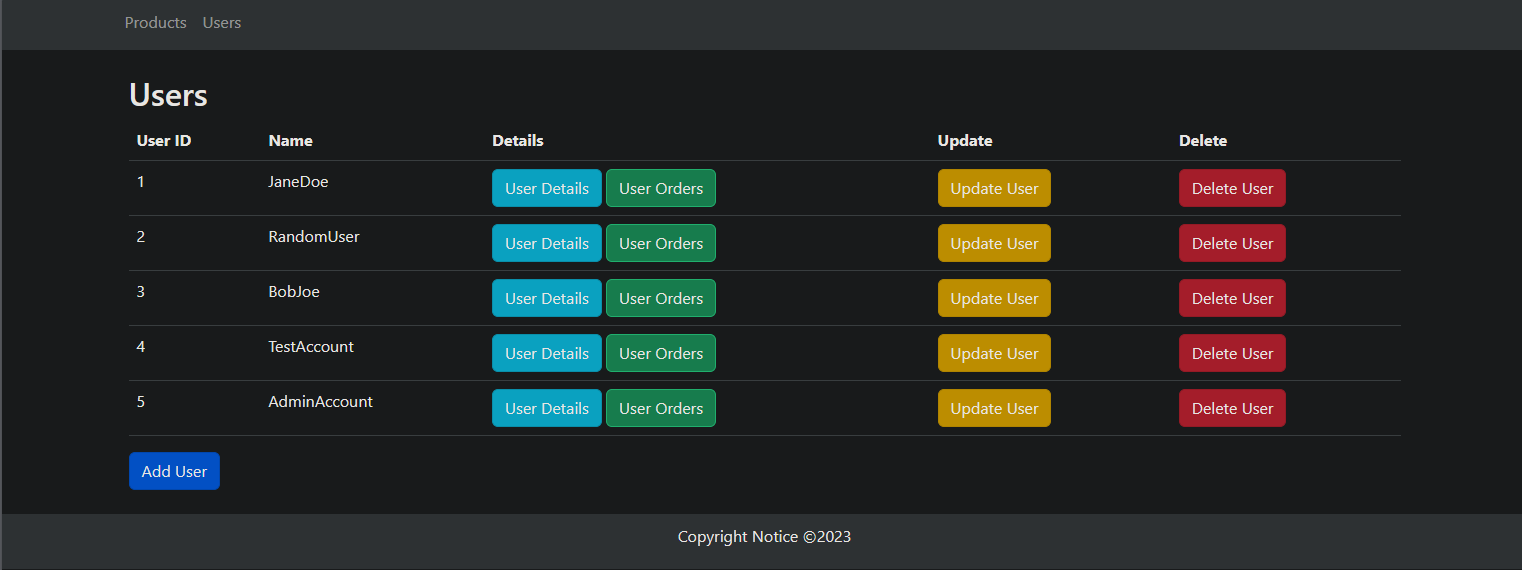 Products Users
Users
User ID Name Details Update Delete
1 JaneDoe User Details User Orders Update User Delete User
2 RandomUser User Details User Orders Update User Delete User
3 BobJoe User Details User Orders Update User Delete User
4 TestAccount User Details User Orders Update User Delete User
5 AdminAccount User Details User Orders Update User Delete User
Add User
Copyright Notice ©2023